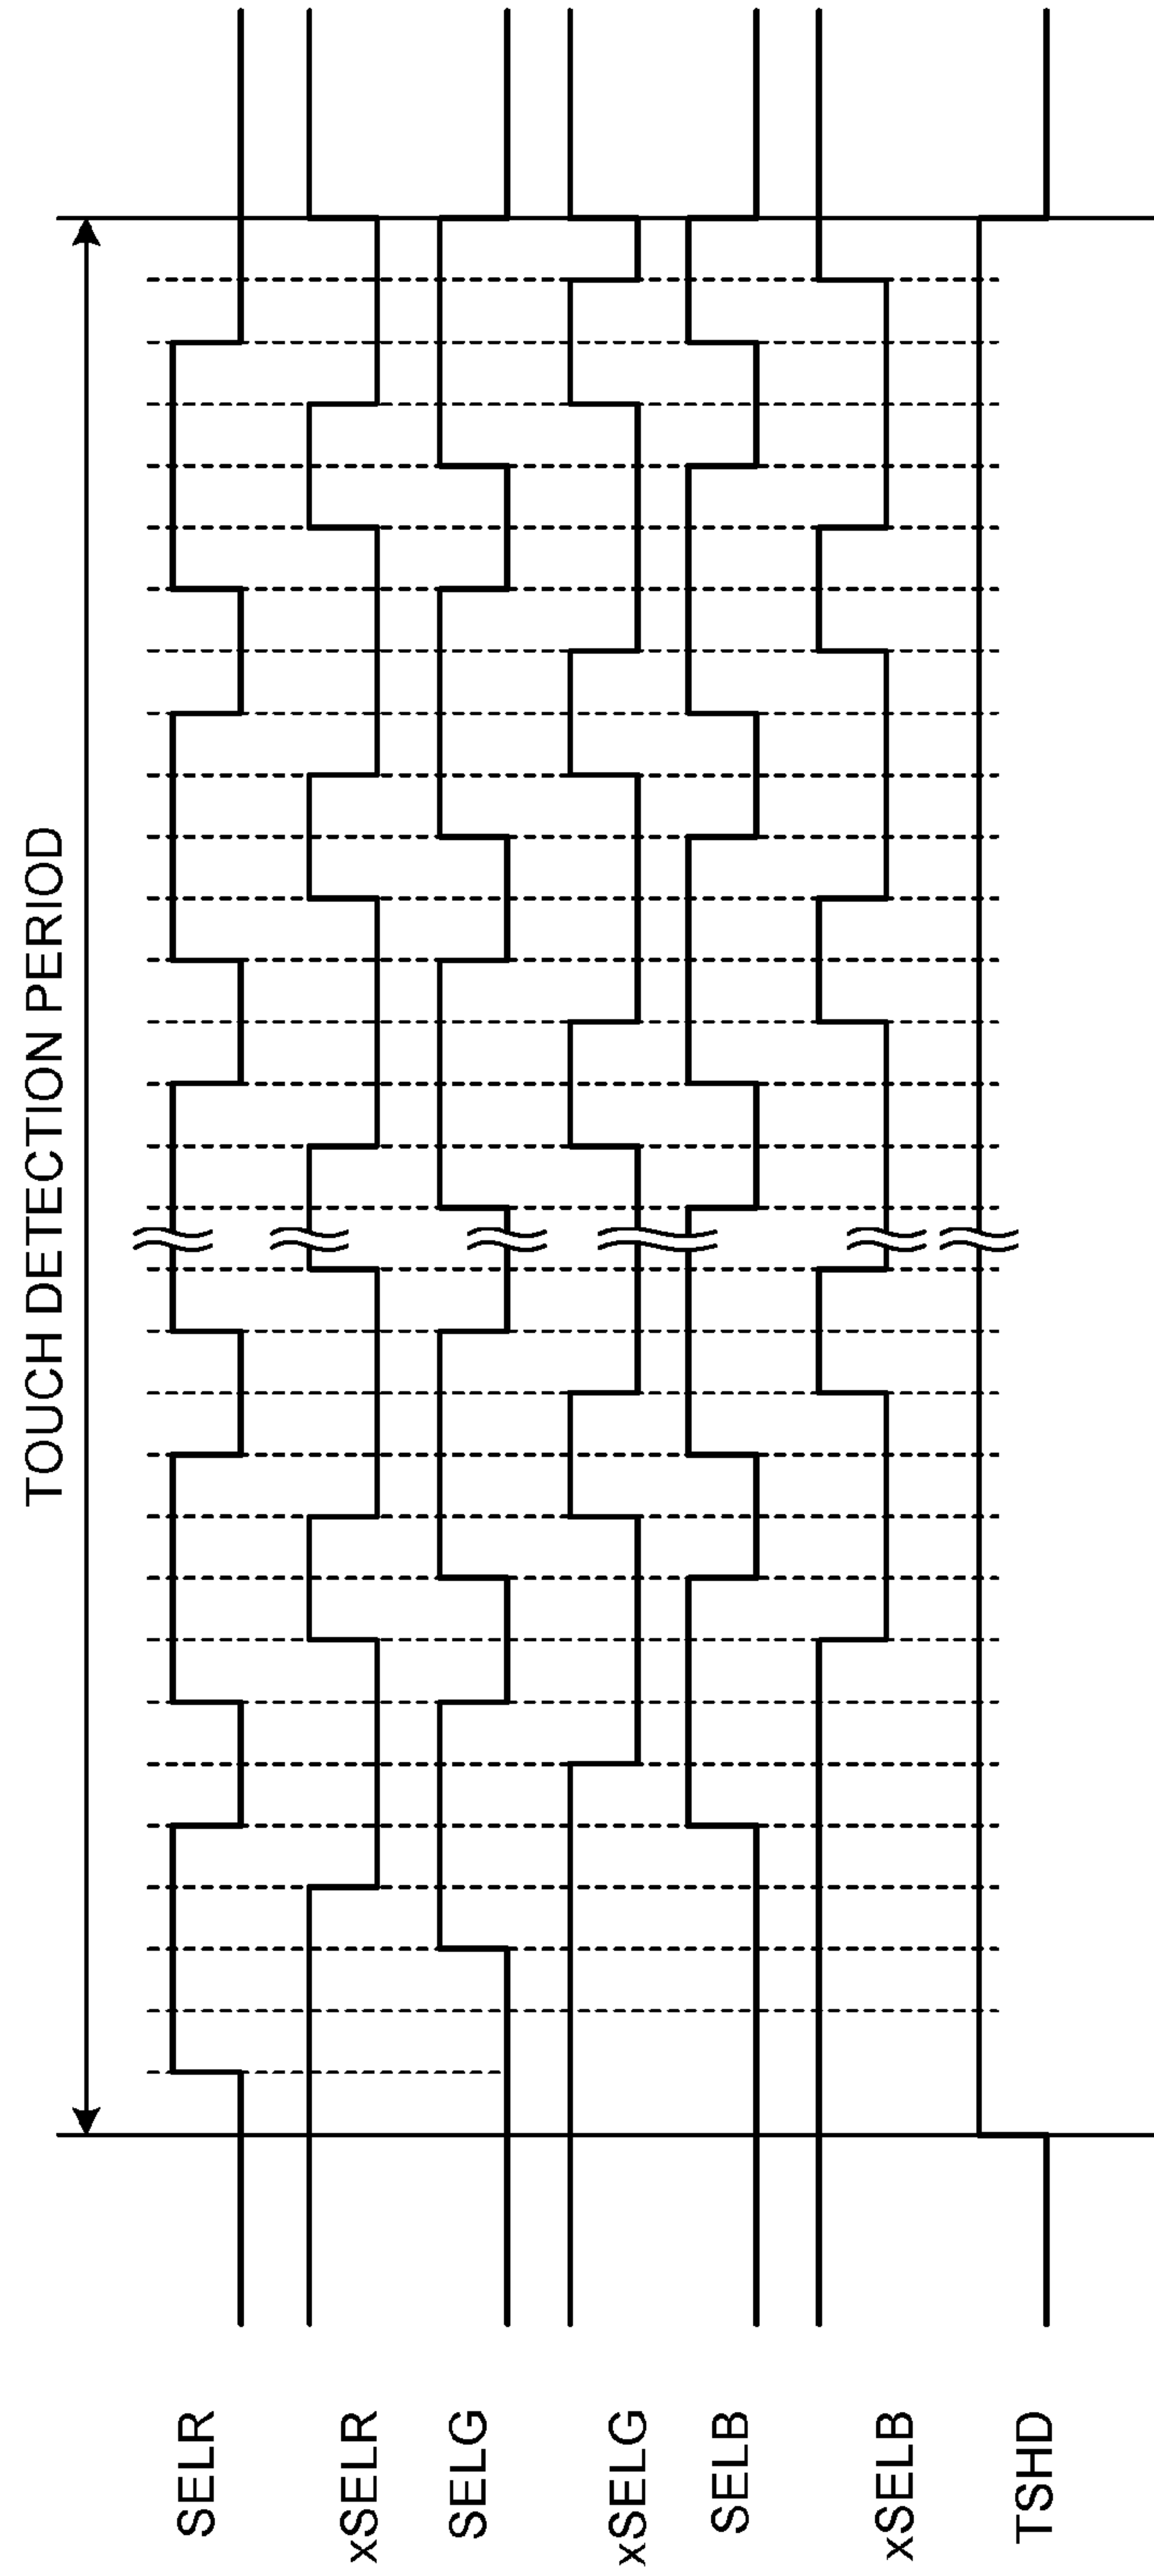 TOUCH DETECTION PERIOD
SELR
xSELR
SELG
xSELG
SELB
xSELB
TSHD